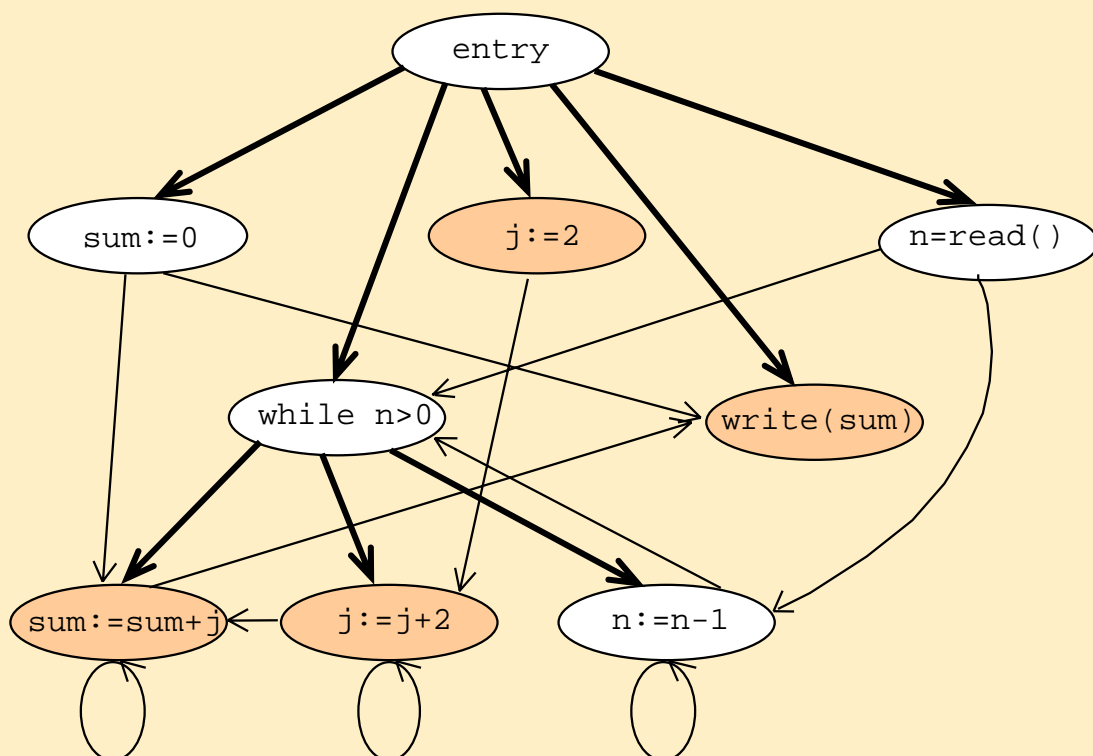 entry
sum:=0
j:=2
n=read()
while n>0
write(sum)
sum:=sum+j
j:=j+2
n:=n-1